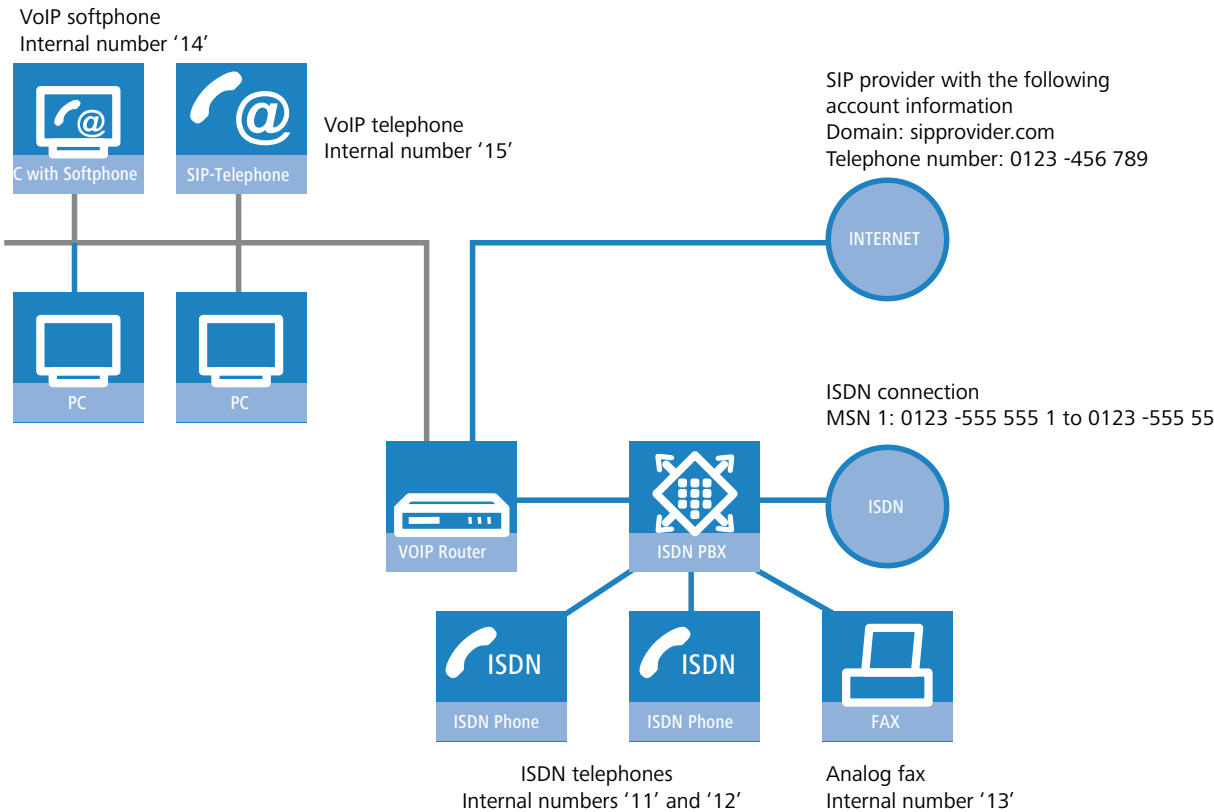 VoIP softphone
Internal number ‘14’
C with Softphone
SIP-Telephone
VoIP telephone
Internal number ‘15’
SIP provider with the following
account information
Domain: sipprovider.com
Telephone number: 0123 -456 789
INTERNET
PC
PC
ISDN connection
MSN 1: 0123 -555 555 1 to 0123 -555 55
ISDN
VOIP Router
ISDN PBX
ISDN
ISDN Phone
ISDN
ISDN Phone
FAX
ISDN telephones
Internal numbers ‘11’ and ‘12’
Analog fax
Internal number ‘13’